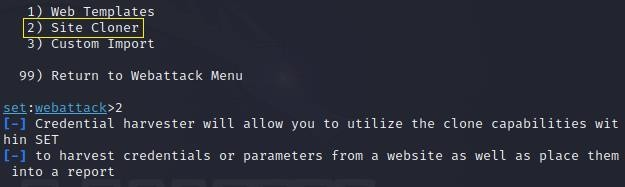 1) Web Templates
2) Site Cloner
3) Custom Import
99) Return to Webattack Menu
set:webattack>2
[-] Credential harvester will allow you to utilize the clone capabilities wit
hin SET
[-] to harvest credentials or parameters from a website as well as place them
into a report